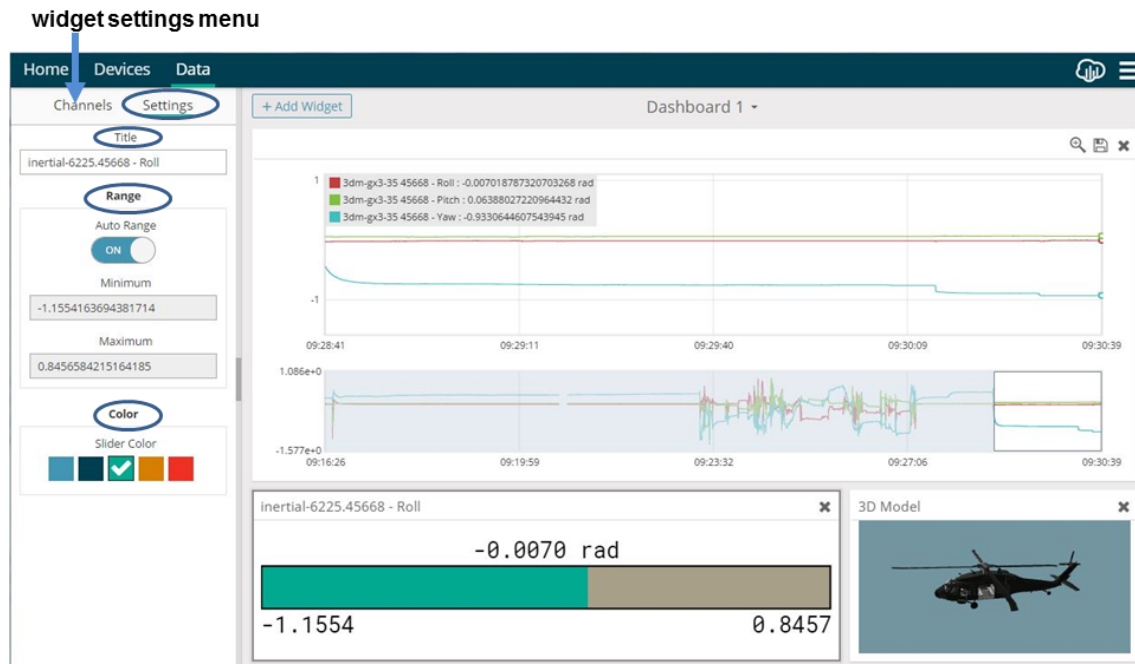 widget settings menu
Home Devices Data
Channels Settings
+ Add Widget
Dashboard 1
Title
inertial-6225.45668 - Roll
Range
Auto Range
ON
Minimum
-1.1554163694381714
Maximum
0.8456584215164185
Color
Slider Color
1
3dm-gx3-35 45668 - Roll : -0.007018787320703268 rad
3dm-gx3-35 45668 - Pitch : 0.06388027220964432 rad
3dm-gx3-35 45668 - Yaw : -0.9330644607543945 rad
-1
09:28:41 09:29:11 09:29:40 09:30:09 09:30:39
1.086e+0
-1.577e+0
09:16:26 09:19:59 09:23:32 09:27:06 09:30:39
inertial-6225.45668 - Roll
-0.0070 rad
-1.1554 0.8457
3D Model